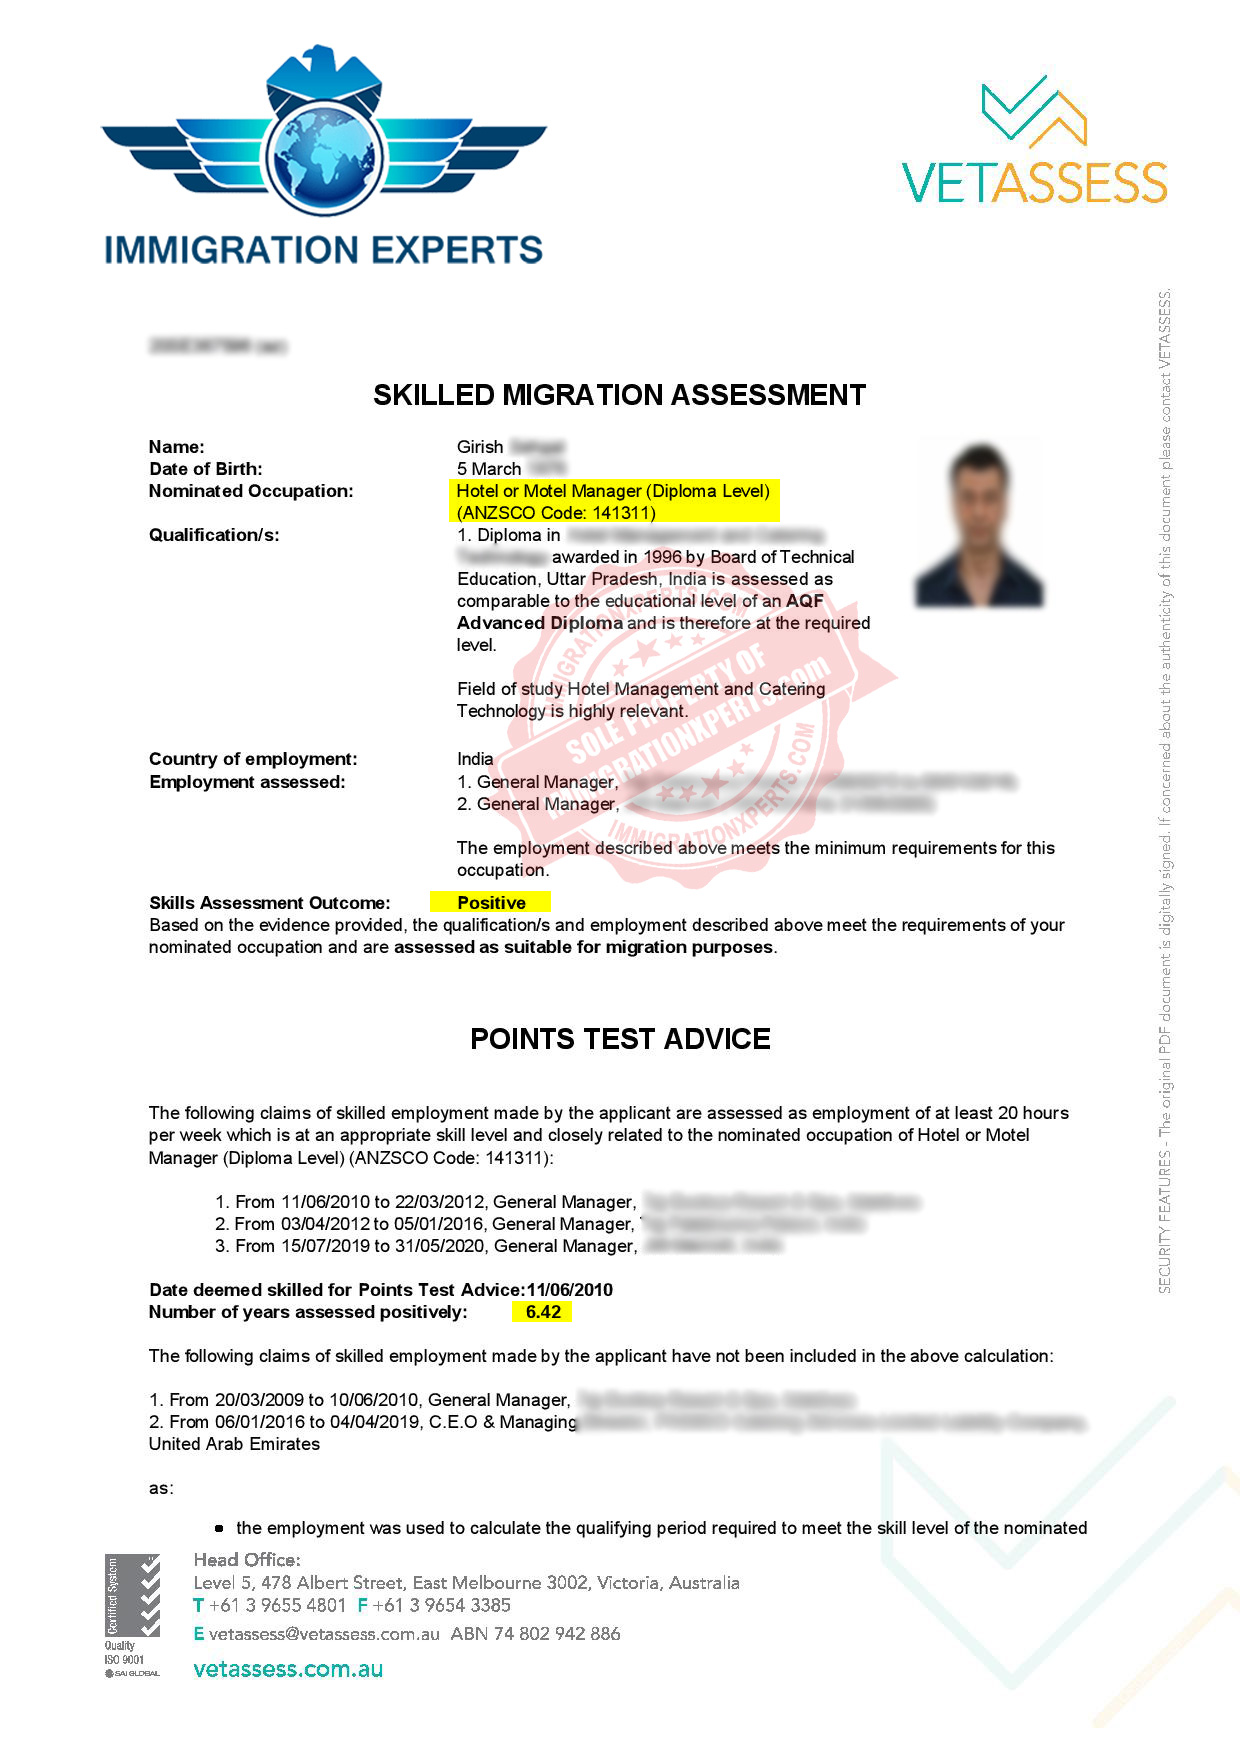 IMMIGRATION EXPERTS
VETASSESS
SKILLED MIGRATION ASSESSMENT
Name: Girish
Date of Birth: 5 March
Nominated Occupation: Hotel or Motel Manager (Diploma Level)
(ANZSCO Code: 141311)
Qualification/s: 1. Diploma in
awarded in 1996 by Board of Technical
Education, Uttar Pradesh, India is assessed as
comparable to the educational level of an AQF
Advanced Diploma and is therefore at the required
level.
Field of study Hotel Management and Catering
Technology is highly relevant.
Country of employment: India
Employment assessed: 1. General Manager,
2. General Manager,
The employment described above meets the minimum requirements for this
occupation.
Skills Assessment Outcome: Positive
Based on the evidence provided, the qualification/s and employment described above meet the requirements of your
nominated occupation and are assessed as suitable for migration purposes.
IMMIGRATIONXPERTS.COM
SOLE PROPERTY OF
IMMIGRATIONXPERTS.com
IMMIGRATIONXPERTS.COM
POINTS TEST ADVICE
The following claims of skilled employment made by the applicant are assessed as employment of at least 20 hours
per week which is at an appropriate skill level and closely related to the nominated occupation of Hotel or Motel
Manager (Diploma Level) (ANZSCO Code: 141311):
1. From 11/06/2010 to 22/03/2012, General Manager,
2. From 03/04/2012 to 05/01/2016, General Manager,
3. From 15/07/2019 to 31/05/2020, General Manager,
Date deemed skilled for Points Test Advice:11/06/2010
Number of years assessed positively: 6.42
The following claims of skilled employment made by the applicant have not been included in the above calculation:
1. From 20/03/2009 to 10/06/2010, General Manager,
2. From 06/01/2016 to 04/04/2019, C.E.O & Managing
United Arab Emirates
as:
• the employment was used to calculate the qualifying period required to meet the skill level of the nominated
SECURITY FEATURES - The original PDF document is digitally signed. If concerned about the authenticity of this document please contact VETASSESS.
Certified System
Quality
ISO 9001
SAI GLOBAL
Head Office:
Level 5, 478 Albert Street, East Melbourne 3002, Victoria, Australia
T +61 3 9655 4801 F +61 3 9654 3385
E vetassess@vetassess.com.au ABN 74 802 942 886
vetassess.com.au